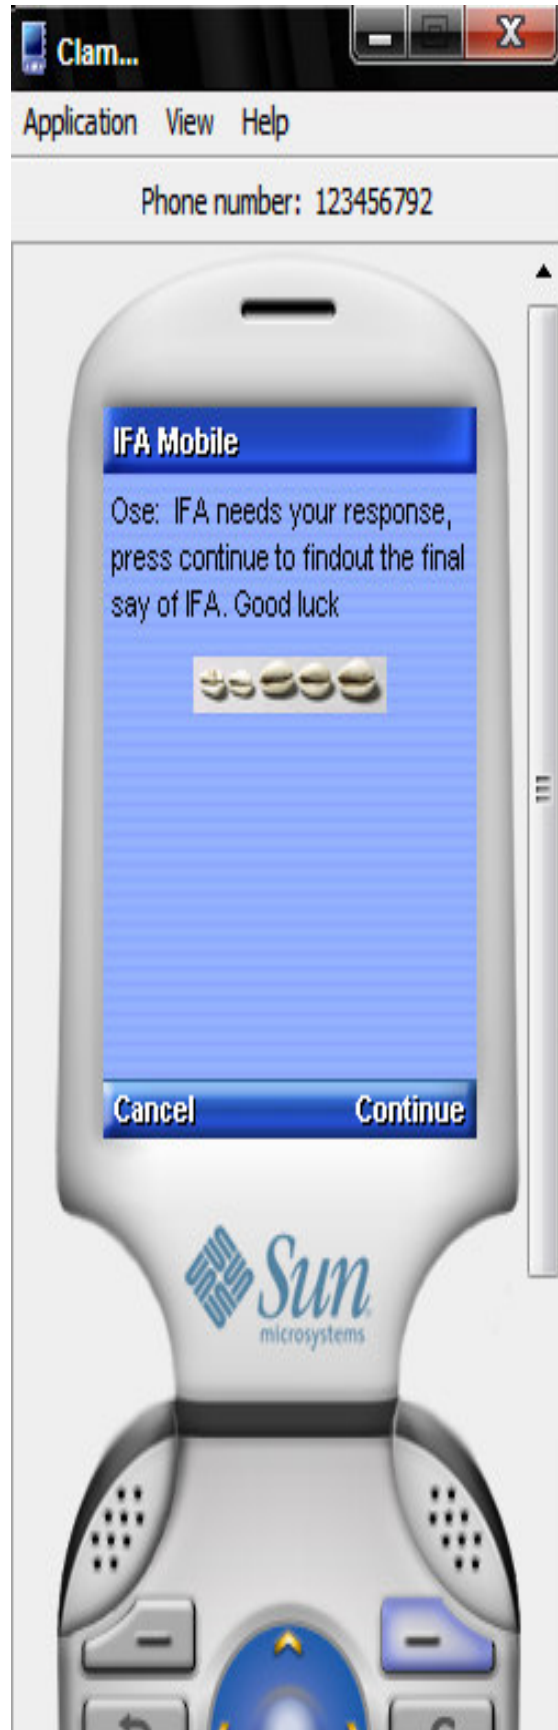 Clam...
Application View Help
Phone number: 123456792
IFA Mobile
Ose: IFA needs your response,
press continue to findout the final
say of IFA. Good luck
Cancel Continue
Sun
microsystems